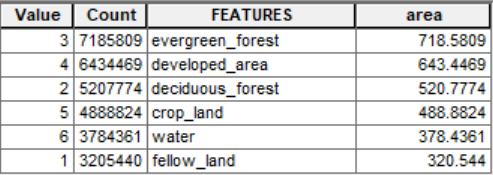 Value Count FEATURES area
3 7185809 evergreen_forest 718.5809
4 6434469 developed_area 643.4469
2 5207774 deciduous_forest 520.7774
5 4888824 crop_land 488.8824
6 3784361 water 378.4361
1 3205440 fellow_land 320.544